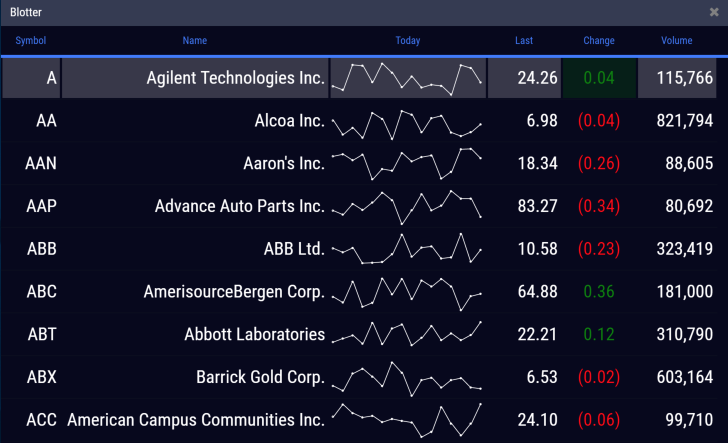 Blotter
Symbol Name Today Last Change Volume
A Agilent Technologies Inc. 24.26 0.04 115,766
AA Alcoa Inc. 6.98 (0.04) 821,794
AAN Aaron's Inc. 18.34 (0.26) 88,605
AAP Advance Auto Parts Inc. 83.27 (0.34) 80,692
ABB ABB Ltd. 10.58 (0.23) 323,419
ABC AmerisourceBergen Corp. 64.88 0.36 181,000
ABT Abbott Laboratories 22.21 0.12 310,790
ABX Barrick Gold Corp. 6.53 (0.02) 603,164
ACC American Campus Communities Inc. 24.10 (0.06) 99,710